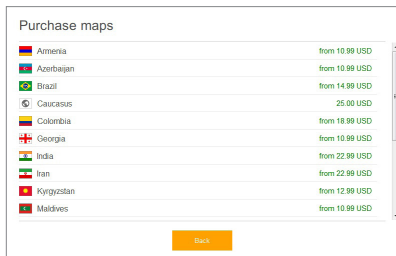 Purchase maps
Armenia from 10.99 USD
Azerbaijan from 10.99 USD
Brazil from 14.99 USD
Caucasus 25.00 USD
Colombia from 18.99 USD
Georgia from 10.99 USD
India from 22.99 USD
Iran from 22.99 USD
Kyrgyzstan from 12.99 USD
Maldives from 10.99 USD
Back